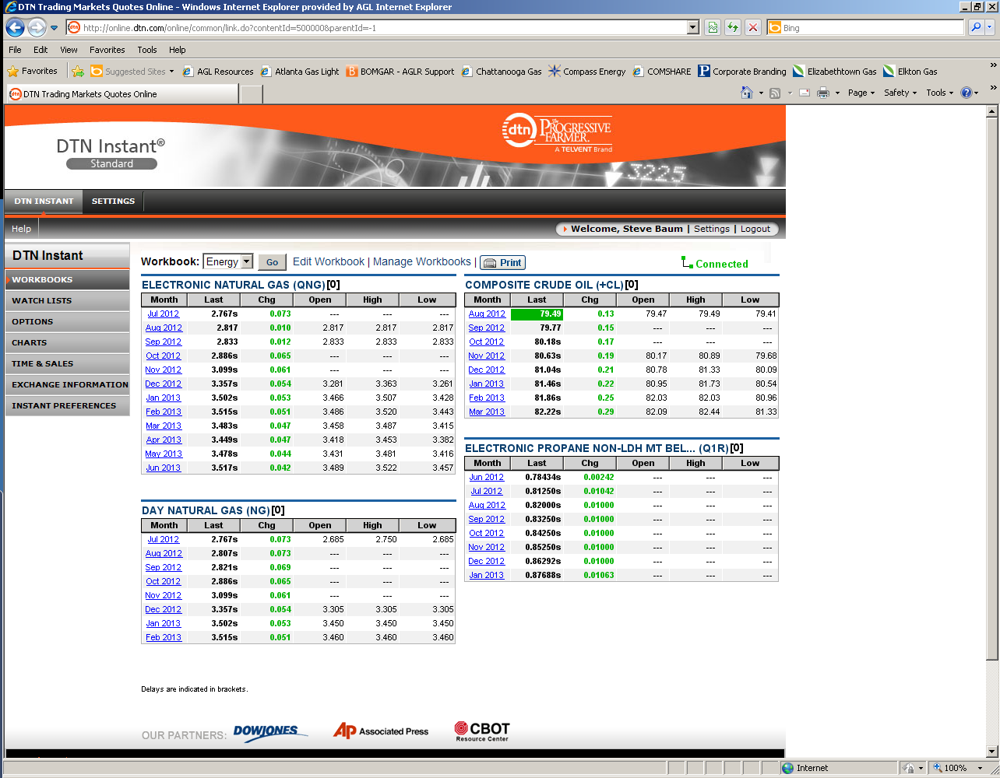 DTN Trading Markets Quotes Online - Windows Internet Explorer provided by AGL Internet Explorer
http://online.dtn.com/online/common/link.do?contentId=500000&parentId=-1
Bing
File Edit View Favorites Tools Help
Favorites Suggested Sites AGL Resources Atlanta Gas Light BOMGAR - AGLR Support Chattanooga Gas Compass Energy COMSHARE Corporate Branding Elizabethtown Gas Elkton Gas
DTN Trading Markets Quotes Online Page Safety Tools
dtn The PROGRESSIVE FARMER
A TELVENT Brand
DTN Instant®
Standard
3225
DTN INSTANT SETTINGS
Help Welcome, Steve Baum | Settings | Logout
DTN Instant
WORKBOOKS
WATCH LISTS
OPTIONS
CHARTS
TIME & SALES
EXCHANGE INFORMATION
INSTANT PREFERENCES
Workbook: Energy Go Edit Workbook | Manage Workbooks | Print Connected
ELECTRONIC NATURAL GAS (QNG)[0]
Month Last Chg Open High Low
Jul 2012 2.767s 0.073 --- --- ---
Aug 2012 2.817 0.010 2.817 2.817 2.817
Sep 2012 2.833 0.012 2.833 2.833 2.833
Oct 2012 2.886s 0.065 --- --- ---
Nov 2012 3.099s 0.061 --- --- ---
Dec 2012 3.357s 0.054 3.281 3.363 3.261
Jan 2013 3.502s 0.053 3.466 3.507 3.428
Feb 2013 3.515s 0.051 3.486 3.520 3.443
Mar 2013 3.483s 0.047 3.458 3.487 3.415
Apr 2013 3.449s 0.047 3.418 3.453 3.382
May 2013 3.478s 0.044 3.431 3.481 3.416
Jun 2013 3.517s 0.042 3.489 3.522 3.457
DAY NATURAL GAS (NG)[0]
Month Last Chg Open High Low
Jul 2012 2.767s 0.073 2.685 2.750 2.685
Aug 2012 2.807s 0.073 --- --- ---
Sep 2012 2.821s 0.069 --- --- ---
Oct 2012 2.886s 0.065 --- --- ---
Nov 2012 3.099s 0.061 --- --- ---
Dec 2012 3.357s 0.054 3.305 3.305 3.305
Jan 2013 3.502s 0.053 3.450 3.450 3.450
Feb 2013 3.515s 0.051 3.460 3.460 3.460
COMPOSITE CRUDE OIL (+CL)[0]
Month Last Chg Open High Low
Aug 2012 79.49 0.13 79.47 79.49 79.41
Sep 2012 79.77 0.15 --- --- ---
Oct 2012 80.18s 0.17 --- --- ---
Nov 2012 80.63s 0.19 80.17 80.89 79.68
Dec 2012 81.04s 0.21 80.78 81.33 80.09
Jan 2013 81.46s 0.22 80.95 81.73 80.54
Feb 2013 81.86s 0.25 82.03 82.03 80.96
Mar 2013 82.22s 0.29 82.09 82.44 81.33
ELECTRONIC PROPANE NON-LDH MT BEL... (Q1R)[0]
Month Last Chg Open High Low
Jun 2012 0.78434s 0.00242 --- --- ---
Jul 2012 0.81250s 0.01042 --- --- ---
Aug 2012 0.82000s 0.01000 --- --- ---
Sep 2012 0.83250s 0.01000 --- --- ---
Oct 2012 0.84250s 0.01000 --- --- ---
Nov 2012 0.85250s 0.01000 --- --- ---
Dec 2012 0.86292s 0.01000 --- --- ---
Jan 2013 0.87688s 0.01063 --- --- ---
Delays are indicated in brackets.
OUR PARTNERS: DOWJONES AP Associated Press CBOT
Resource Center
Internet 100%